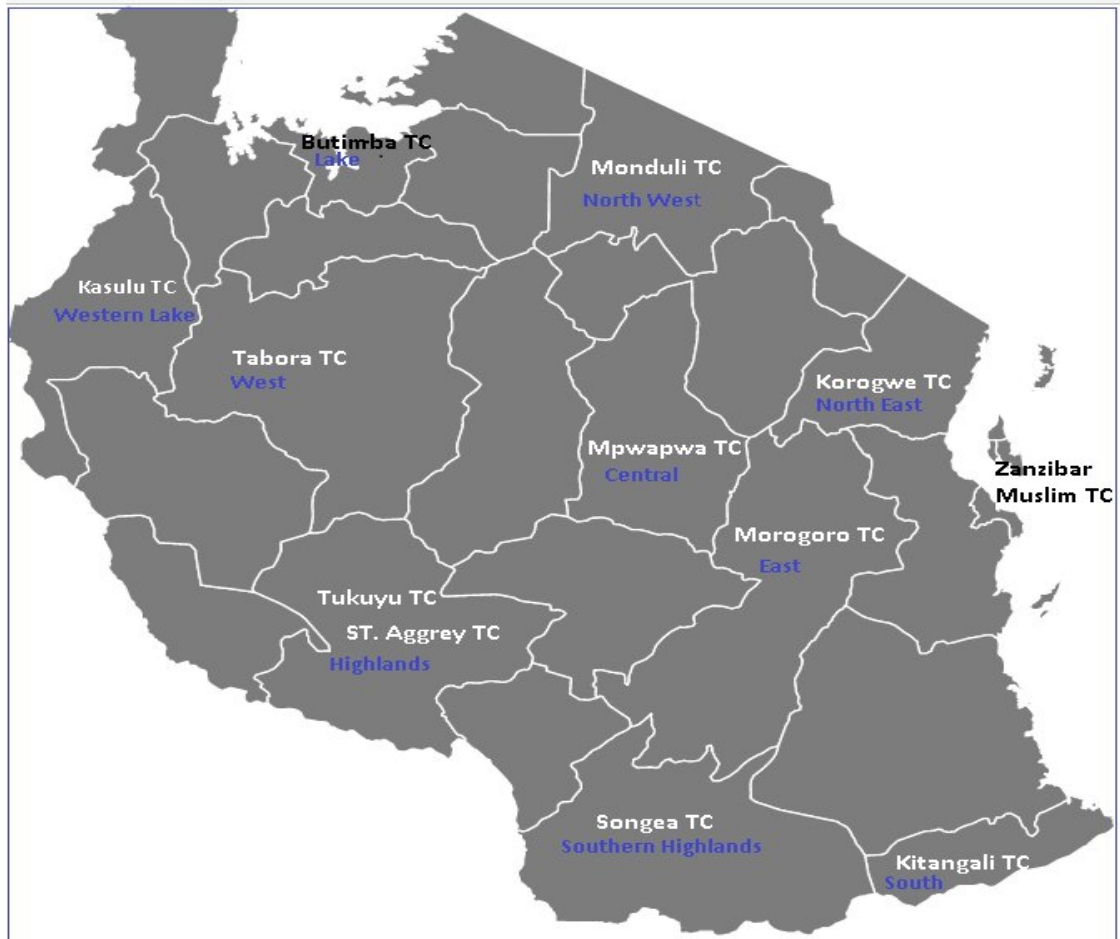 Butimba TC
Lake
Monduli TC
North West
Kasulu TC
Western Lake
Tabora TC
West
Korogwe TC
North East
Mpwapwa TC
Central
Zanzibar
Muslim TC
Morogoro TC
East
Tukuyu TC
ST. Aggrey TC
Highlands
Songea TC
Southern Highlands
Kitangali TC
South